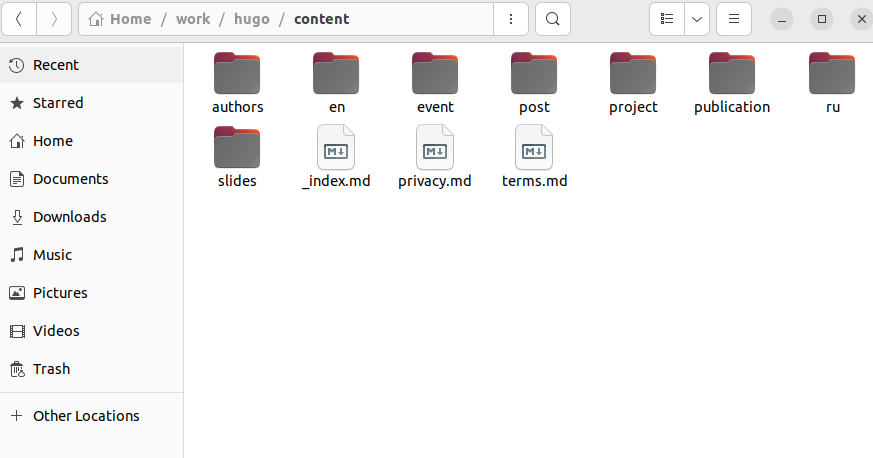 Home / work / hugo / content
Recent
Starred
Home
Documents
Downloads
Music
Pictures
Videos
Trash
Other Locations
authors en event post project publication ru
slides _index.md privacy.md terms.md